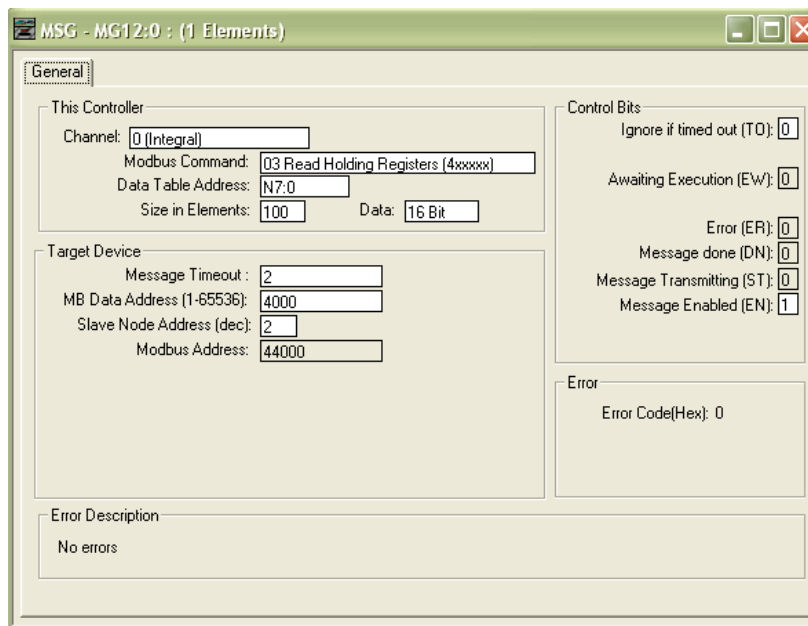 MSG - MG12:0 : (1 Elements)
General
This Controller
Channel: 0 (Integral)
Modbus Command: 03 Read Holding Registers (4xxxxx)
Data Table Address: N7:0
Size in Elements: 100 Data: 16 Bit
Target Device
Message Timeout : 2
MB Data Address (1-65536): 4000
Slave Node Address (dec): 2
Modbus Address: 44000
Control Bits
Ignore if timed out (TO): 0
Awaiting Execution (EW): 0
Error (ER): 0
Message done (DN): 0
Message Transmitting (ST): 0
Message Enabled (EN): 1
Error
Error Code(Hex): 0
Error Description
No errors